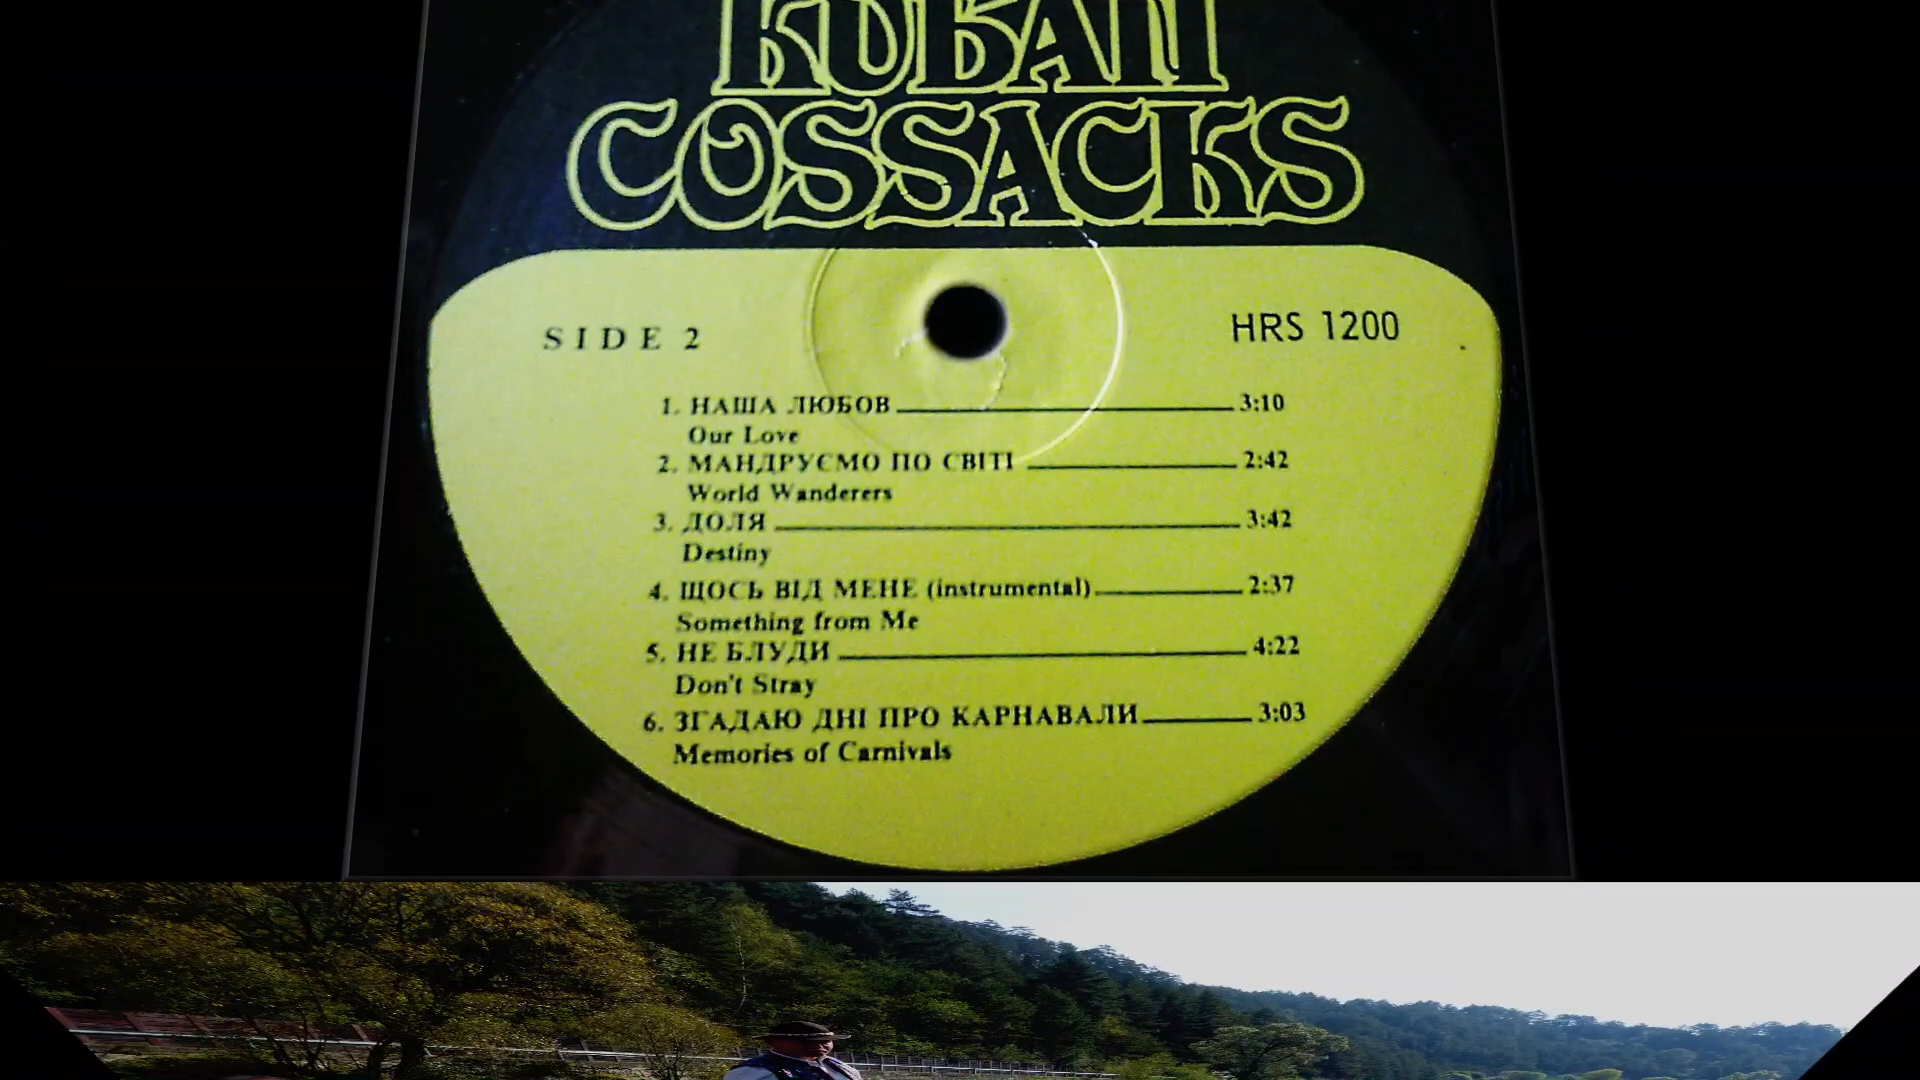 KUBAN
COSSACKS
SIDE 2
HRS 1200
1. НАША ЛЮБОВ 3:10
Our Love
2. МАНДРУЄМО ПО СВІТІ 2:42
World Wanderers
3. ДОЛЯ 3:42
Destiny
4. ЩОСЬ ВІД МЕНЕ (instrumental) 2:37
Something from Me
5. НЕ БЛУДИ 4:22
Don't Stray
6. ЗГАДАЮ ДНІ ПРО КАРНАВАЛИ 3:03
Memories of Carnivals